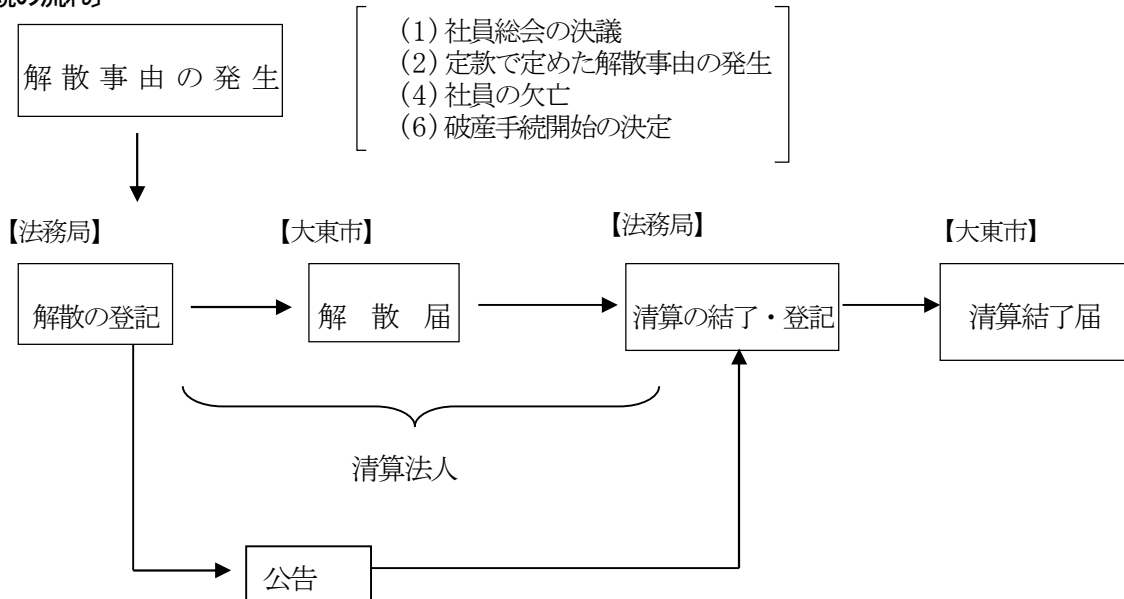 の流れ」
解散事由の発生
(1)社員総会の決議
(2)定款で定めた解散事由の発生
(4)社員の欠亡
(6)破産手続開始の決定
【法務局】
【大東市】
【法務局】
【大東市】
解散の登記
解散届
清算の結了・登記
清算結了届
清算法人
公告